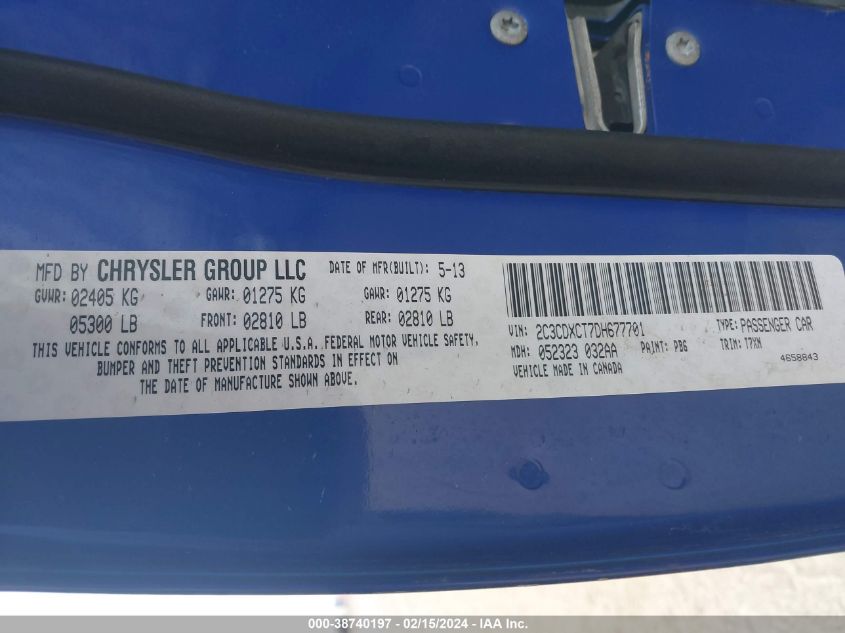 MFD BY CHRYSLER GROUP LLC DATE OF MFR(BUILT): 5-13
GVWR: 02405 KG GAWR: 01275 KG GAWR: 01275 KG
05300 LB FRONT: 02810 LB REAR: 02810 LB
THIS VEHICLE CONFORMS TO ALL APPLICABLE U.S.A. FEDERAL MOTOR VEHICLE SAFETY,
BUMPER AND THEFT PREVENTION STANDARDS IN EFFECT ON
THE DATE OF MANUFACTURE SHOWN ABOVE.
VIN: 2C3CDXCT7DH677701 TYPE: PASSENGER CAR
MDH: 052323 032AA PAINT: PBG TRIM: T7XN
VEHICLE MADE IN CANADA 4658843
000-38740197 - 02/15/2024 - IAA Inc.